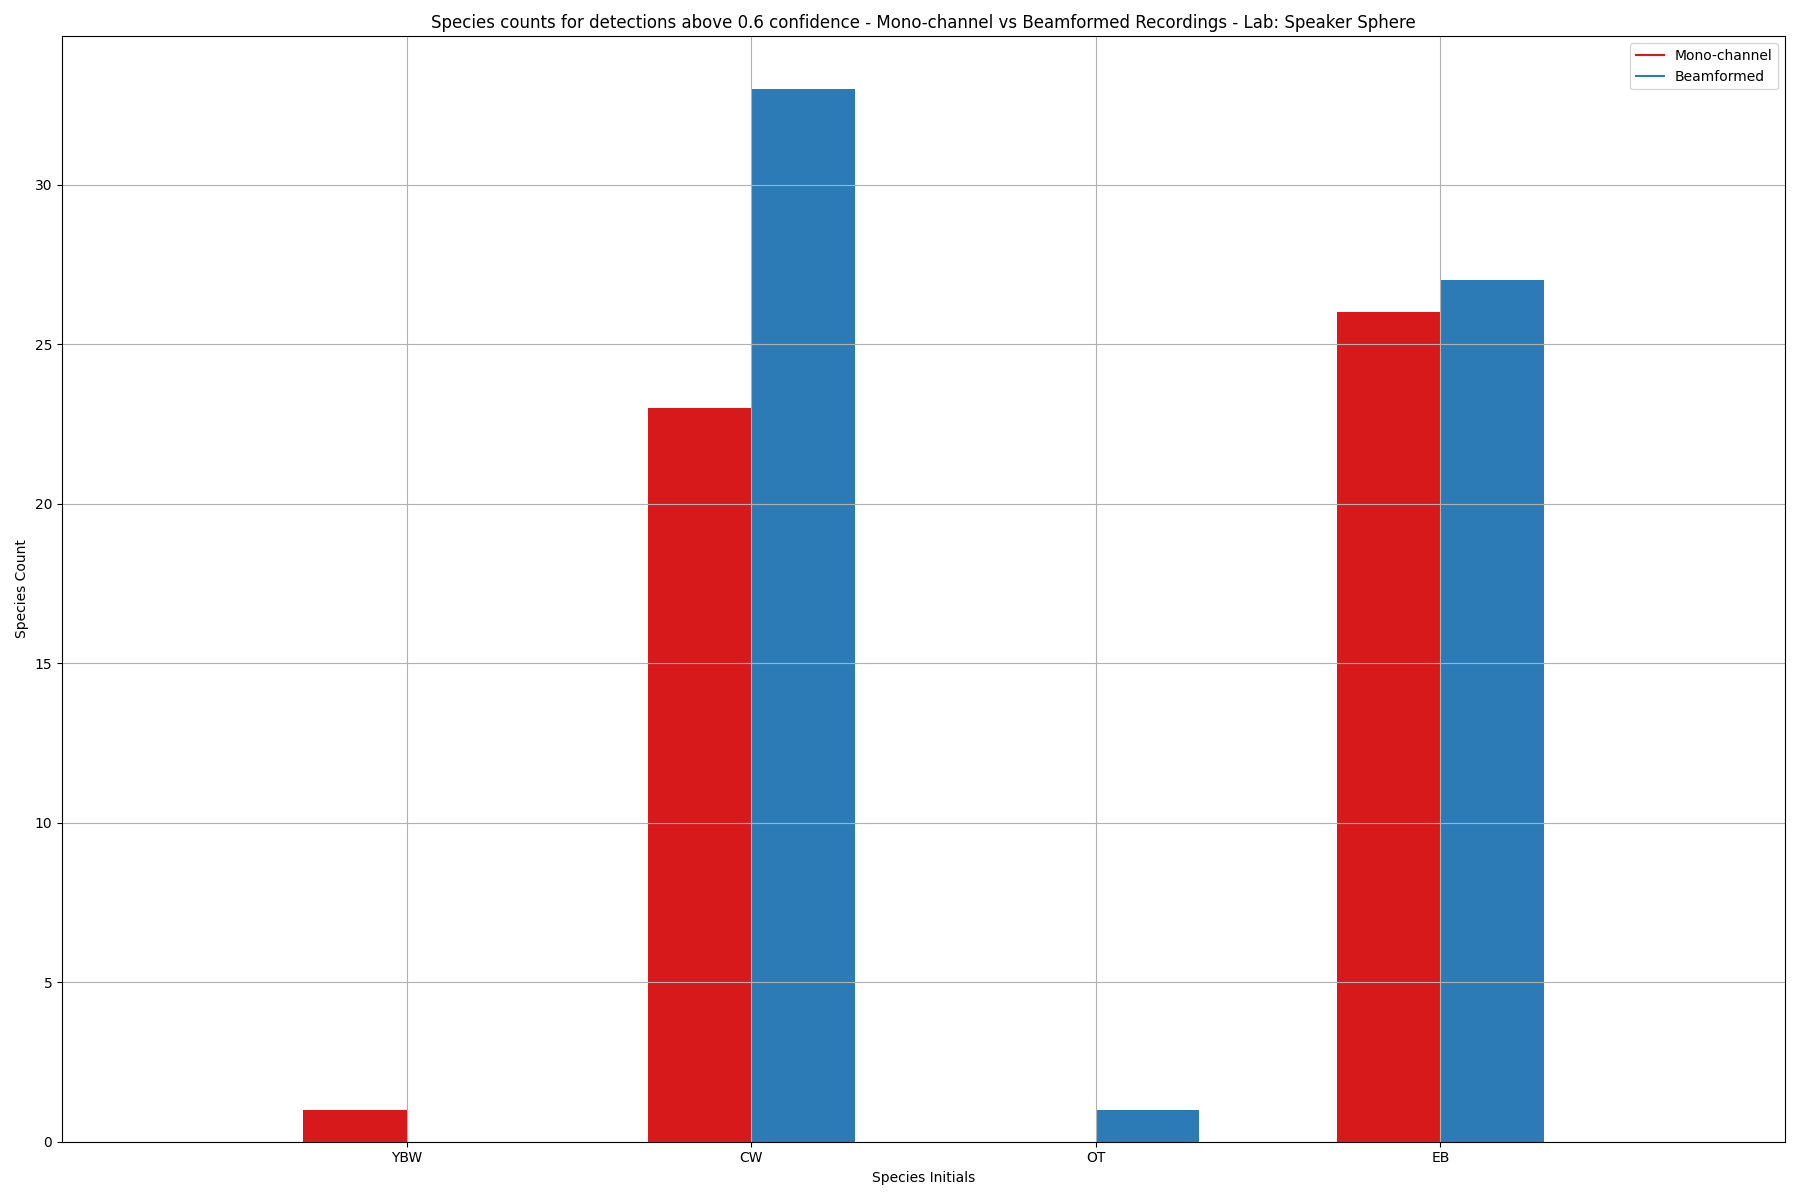 Species counts for detections above 0.6 confidence - Mono-channel vs Beamformed Recordings - Lab: Speaker Sphere
Mono-channel
Beamformed
Species Count
30
25
20
15
10
5
0
YBW CW OT EB
Species Initials